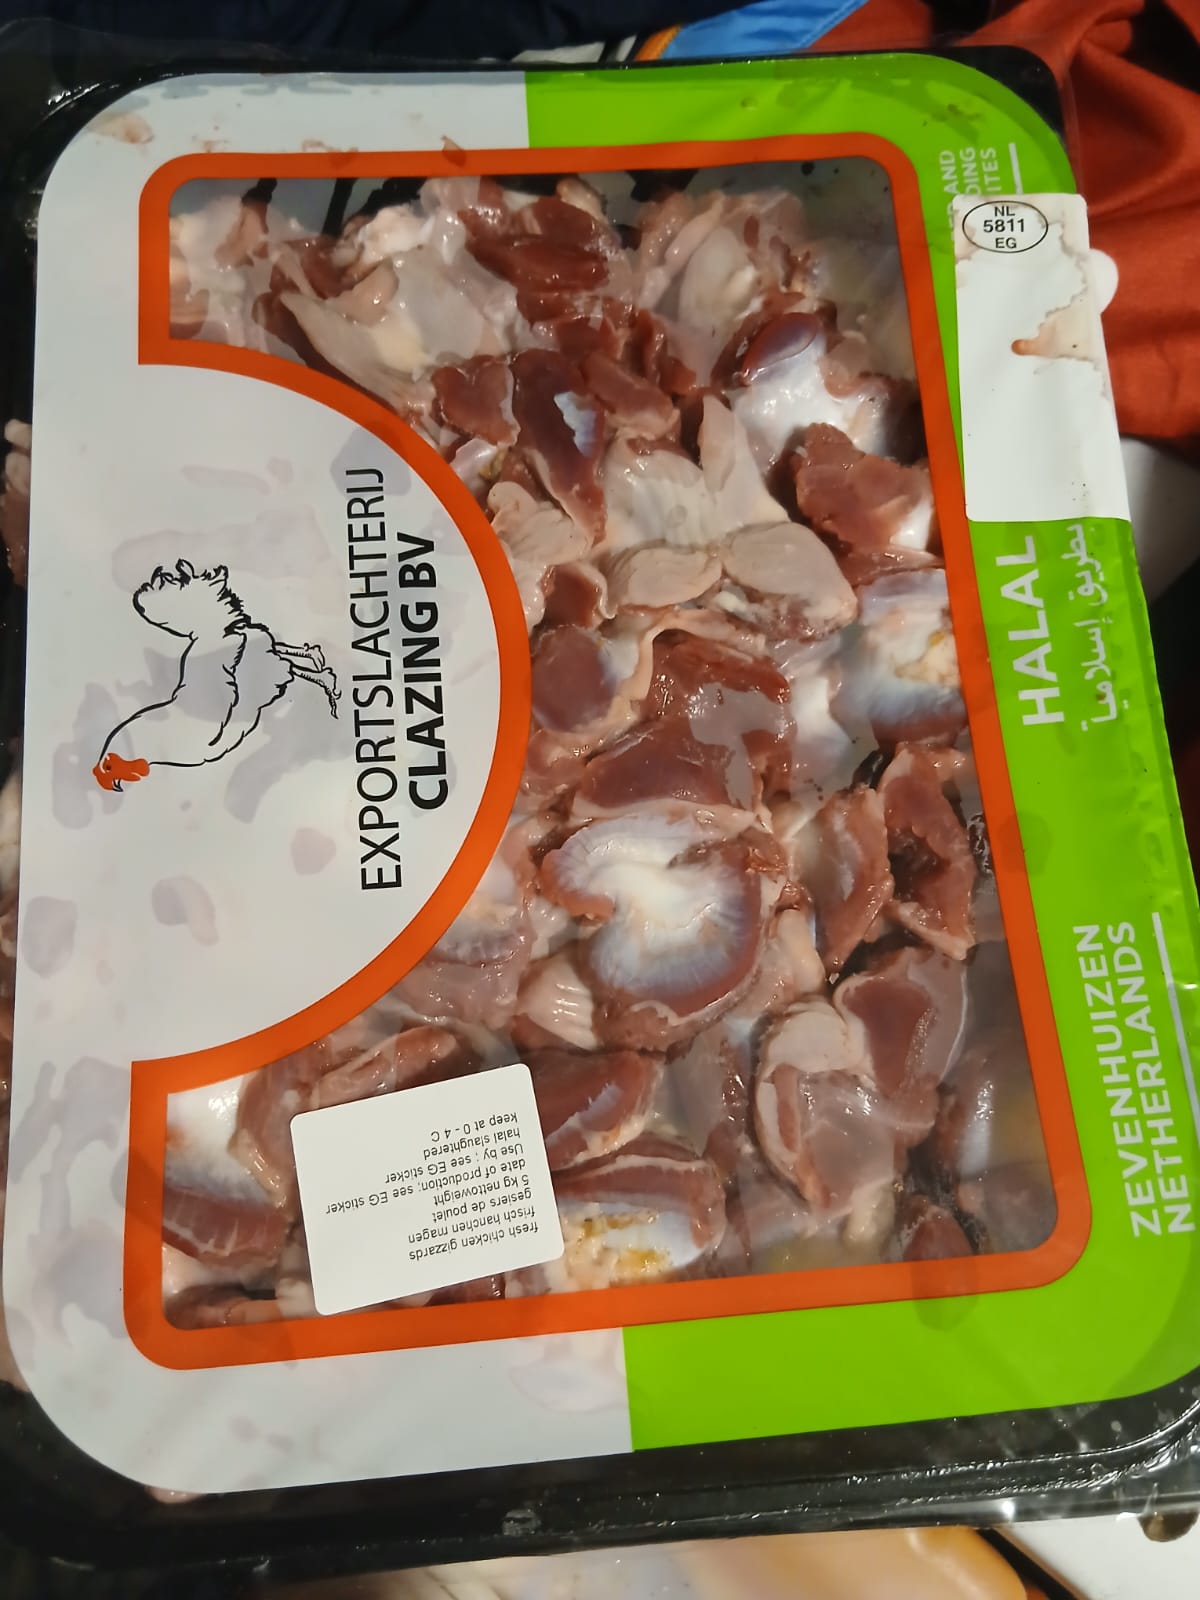 EXPORTSLACHTERIJ
CLAZING BV
NL
5811
EG
HALAL
بطريق إسلامية
ZEVENHUIZEN
NETHERLANDS
fresh chicken gizzards
frisch hanchen magen
gesiers de poulet
5 kg nettoweight
date of production; see EG sticker
Use by ; see EG sticker
halal slaughtered
keep at 0 - 4 C